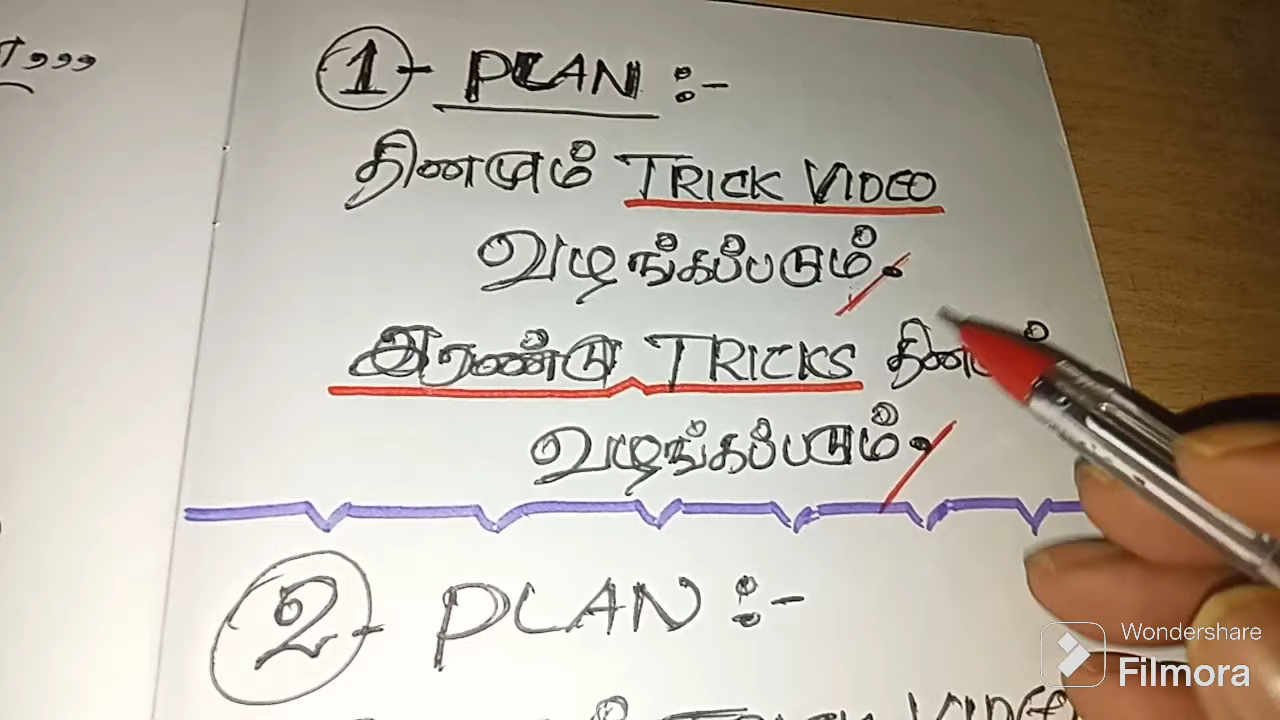 ① - PLAN :-
தினமும் TRICK VIDEO
வழங்கப்படும்.
இரண்டு TRICKS
வழங்கப்படும்.
② - PLAN :-
Wondershare
Filmora